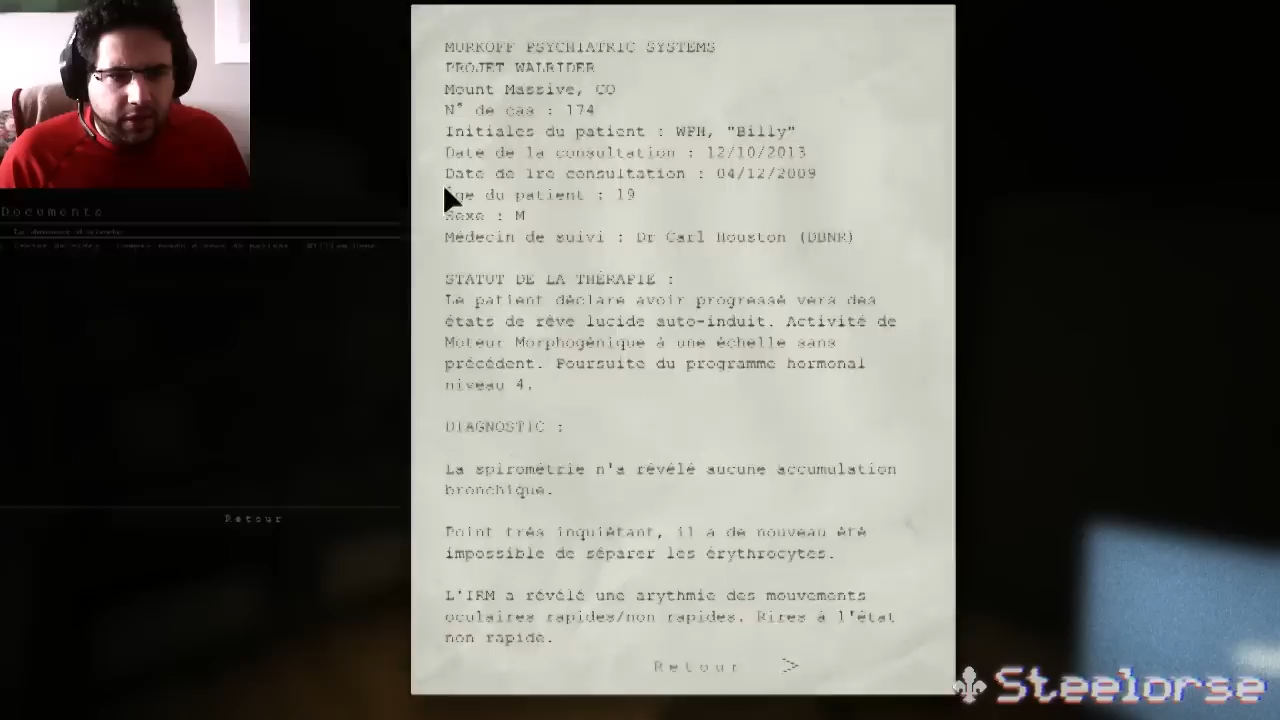 MURKOFF PSYCHIATRIC SYSTEMS
PROJET WALRIDER
Mount Massive, CO
N° de cas : 174
Initiales du patient : WPH, "Billy"
Date de la consultation : 12/10/2013
Date de 1re consultation : 04/12/2009
Âge du patient : 19
Sexe : M
Médecin de suivi : Dr Carl Houston (DBNR)
STATUT DE LA THÉRAPIE :
Le patient déclare avoir progressé vers des
états de rêve lucide auto-induit. Activité de
Moteur Morphogénique à une échelle sans
précédent. Poursuite du programme hormonal
niveau 4.
DIAGNOSTIC :
La spirométrie n'a révélé aucune accumulation
bronchique.
Point très inquiétant, il a de nouveau été
impossible de séparer les érythrocytes.
L'IRM a révélé une arythmie des mouvements
oculaires rapides/non rapides. Rires à l'état
non rapide.
Retour >
Documents
Retour
Steelorse